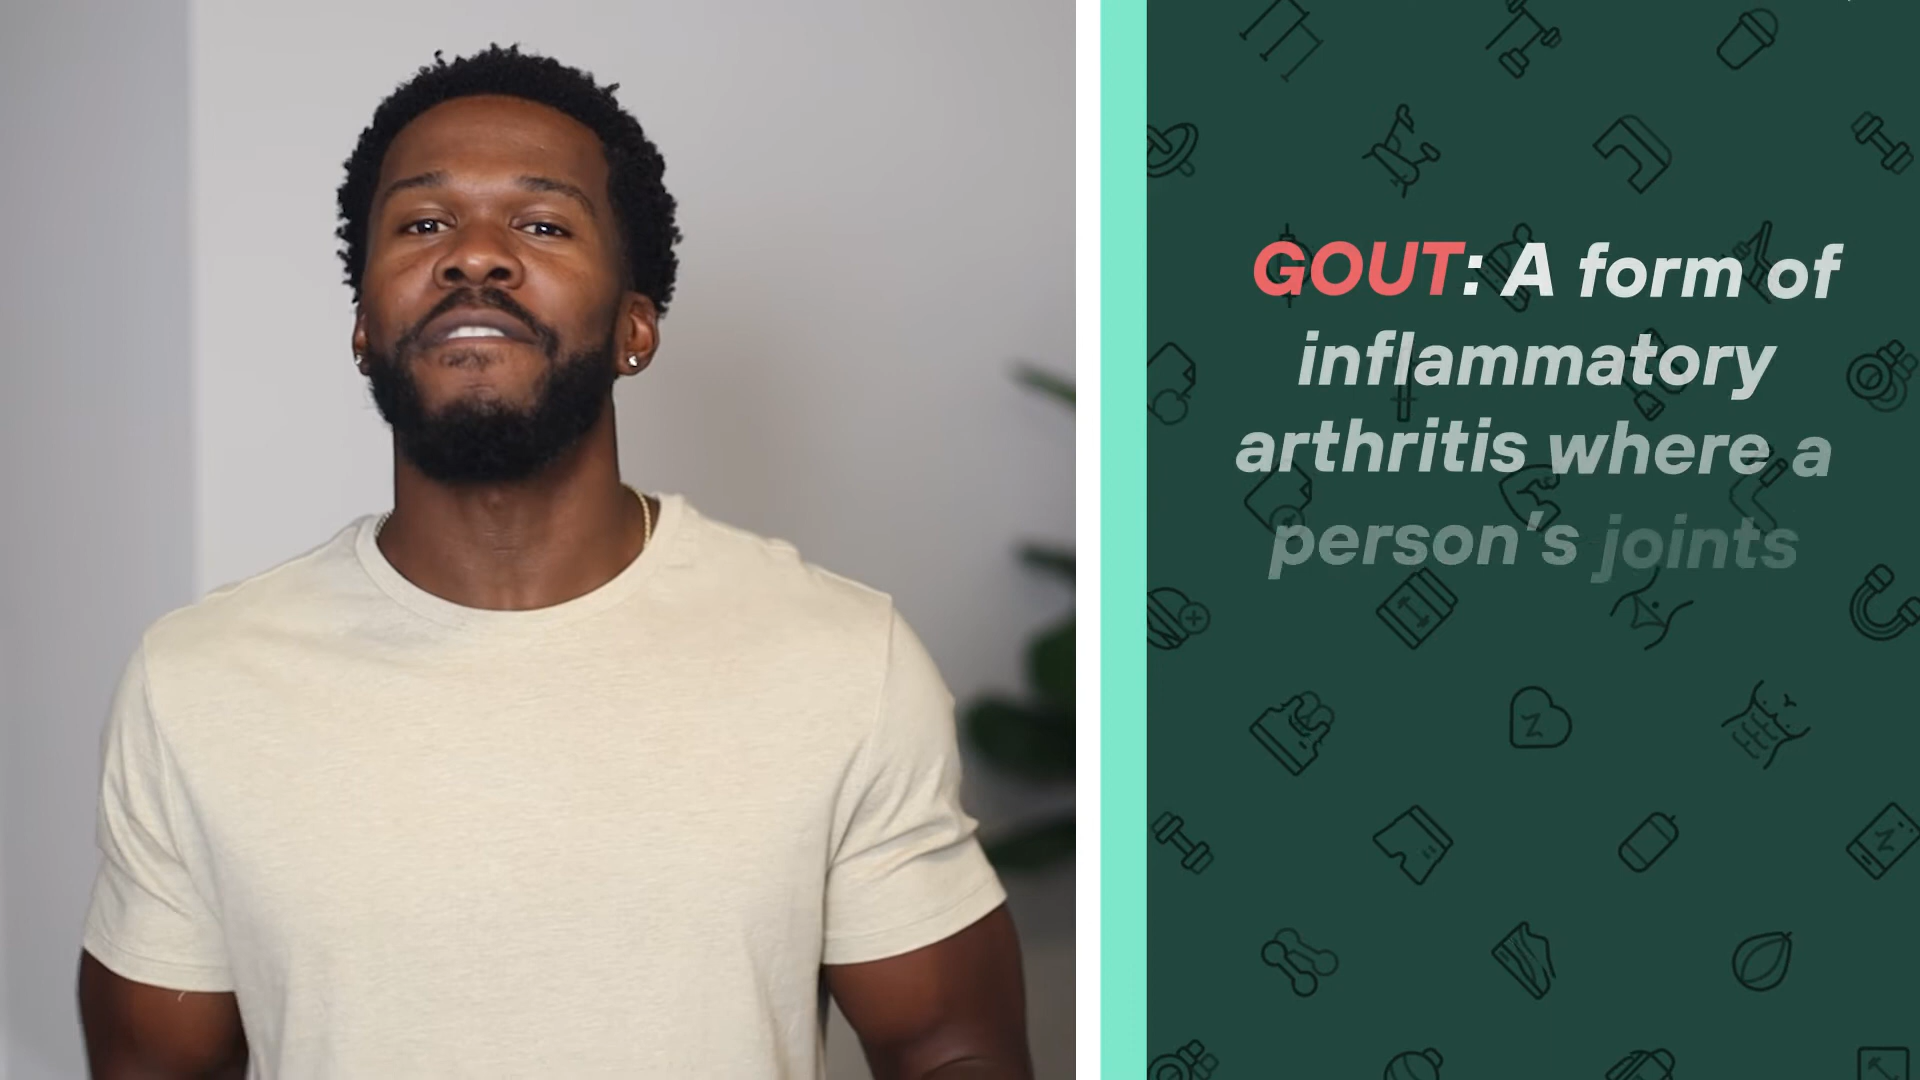 GOUT: A form of
inflammatory
arthritis where a
person’s joints